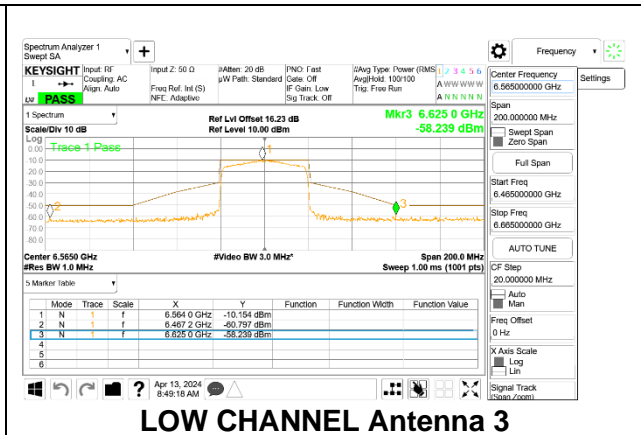 Spectrum Analyzer 1
Swept SA
+
Frequency
KEYSIGHT
Input: RF
Coupling: AC
Align: Auto
Input Z: 50 Ω
Freq Ref: Int (S)
NFE: Adaptive
#Atten: 20 dB
µW Path: Standard
PNO: Fast
Gate: Off
IF Gain: Low
Sig Track: Off
#Avg Type: Power (RMS
Avg|Hold: 100/100
Trig: Free Run
1 2 3 4 5 6
A W W W W W
A N N N N N
PASS
Center Frequency
6.565000000 GHz
Settings
Span
200.000000 MHz
Swept Span
Zero Span
Full Span
Start Freq
6.465000000 GHz
Stop Freq
6.665000000 GHz
AUTO TUNE
CF Step
20.000000 MHz
Auto
Man
Freq Offset
0 Hz
X Axis Scale
Log
Lin
Signal Track
(Span Zoom)
1 Spectrum
Scale/Div 10 dB
Ref Lvl Offset 16.23 dB
Ref Level 10.00 dBm
Mkr3 6.625 0 GHz
-58.239 dBm
Log
Trace 1 Pass
0.00
-10.0
-20.0
-30.0
-40.0
-50.0
-60.0
-70.0
-80.0
1
2
3
Center 6.5650 GHz
#Res BW 1.0 MHz
#Video BW 3.0 MHz*
Span 200.0 MHz
Sweep 1.00 ms (1001 pts)
5 Marker Table
Mode Trace Scale X Y Function Function Width Function Value
1 N 1 f 6.564 0 GHz -10.154 dBm
2 N 1 f 6.467 2 GHz -60.797 dBm
3 N 1 f 6.625 0 GHz -58.239 dBm
4
5
6
?
Apr 13, 2024
8:49:18 AM
LOW CHANNEL Antenna 3